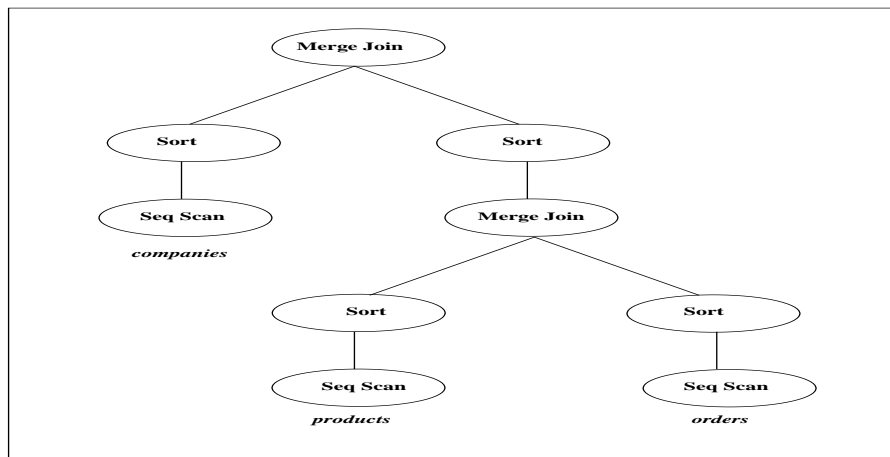 Merge Join
Sort Sort
Seq Scan Merge Join
companies
Sort Sort
Seq Scan Seq Scan
products orders